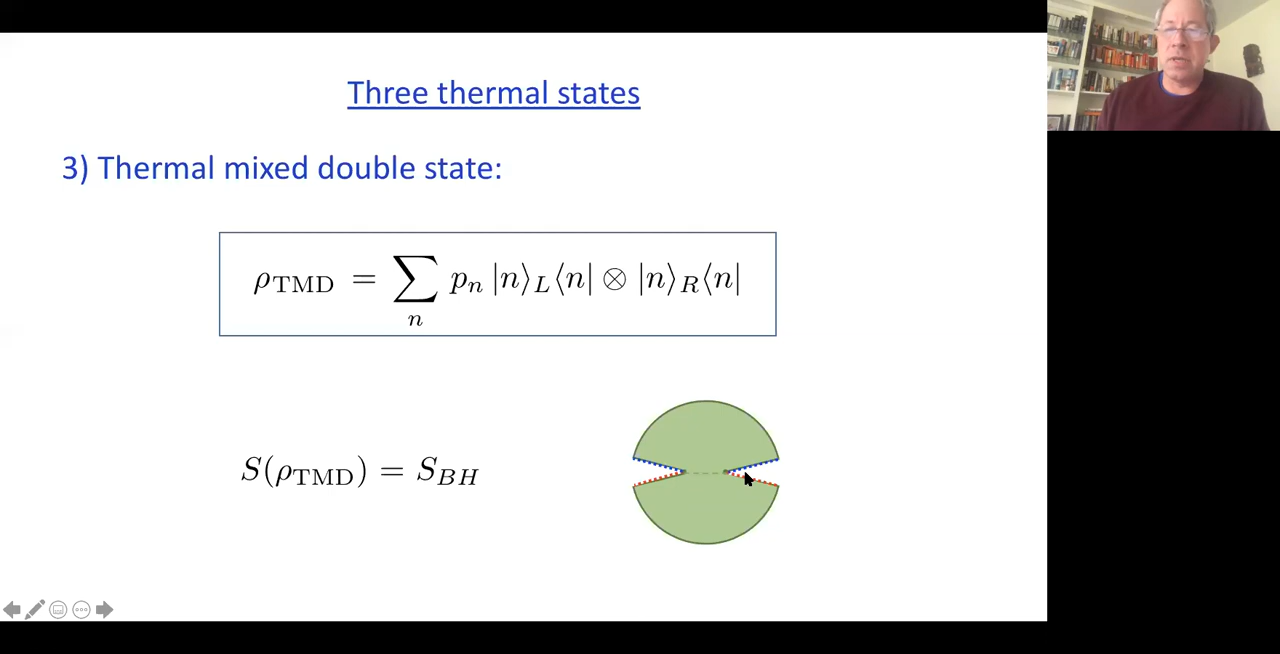 Three thermal states
3) Thermal mixed double state:
ρ_TMD = ∑_n p_n |n⟩_L⟨n| ⊗ |n⟩_R⟨n|
S(ρ_TMD) = S_BH